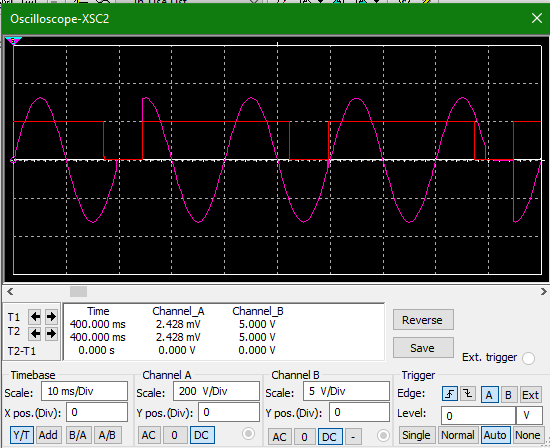 In Use List
Oscilloscope-XSC2
T1
T2
T2-T1
Time Channel_A Channel_B
400.000 ms 2.428 mV 5.000 V
400.000 ms 2.428 mV 5.000 V
0.000 s 0.000 V 0.000 V
Reverse
Save
Ext. trigger
Timebase
Scale: 10 ms/Div
X pos.(Div): 0
Y/T Add B/A A/B
Channel A
Scale: 200 V/Div
Y pos.(Div): 0
AC 0 DC
Channel B
Scale: 5 V/Div
Y pos.(Div): 0
AC 0 DC -
Trigger
Edge: A B Ext
Level: 0 V
Single Normal Auto None